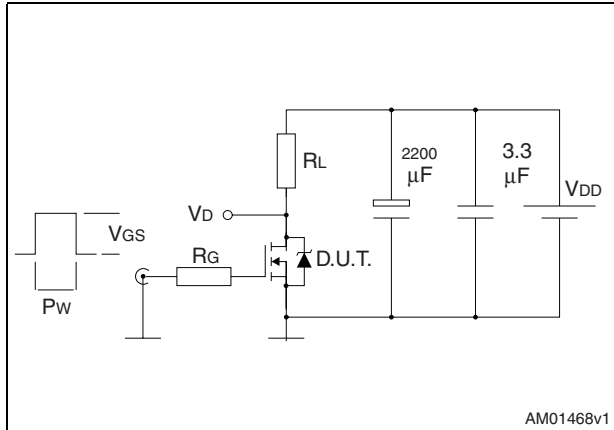 RL
2200
μF
3.3
μF
VDD
VD
VGS
RG
D.U.T.
PW
AM01468v1